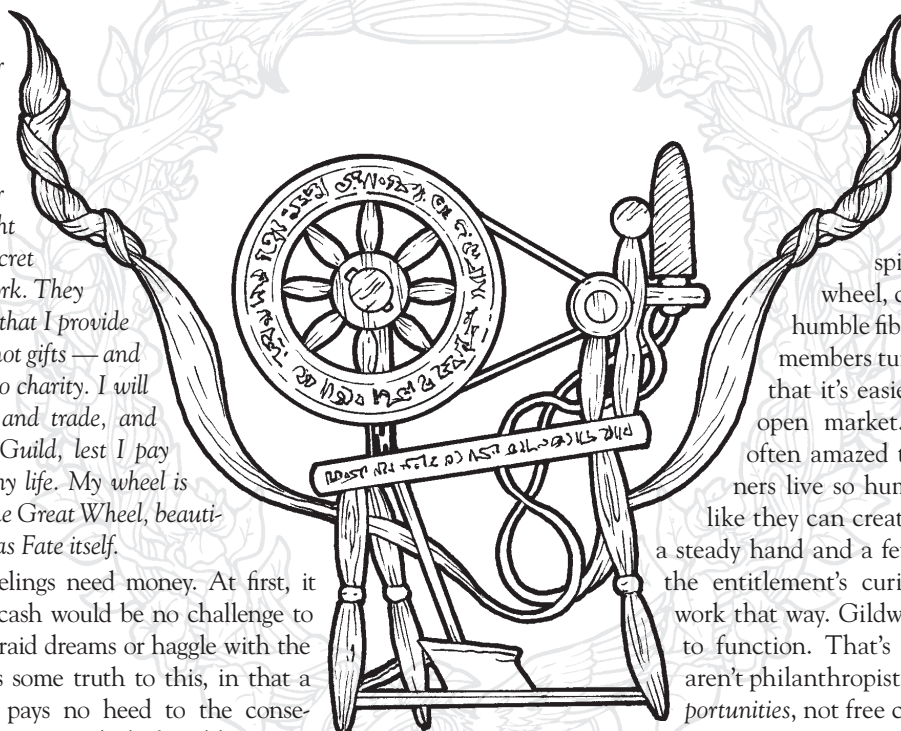 r
r
ht
cret
rk. They
that I provide
not gifts — and
o charity. I will
and trade, and
Guild, lest I pay
ny life. My wheel is
e Great Wheel, beauti-
as Fate itself.
elings need money. At first, it
cash would be no challenge to
raid dreams or haggle with the
s some truth to this, in that a
pays no heed to the conse-
spi
wheel, c
humble fib
members tu
that it's easie
open market.
often amazed t
ners live so hum
like they can creat
a steady hand and a fe
the entitlement's curi
work that way. Gildw
to function. That's
aren't philanthropist
portunities, not free c